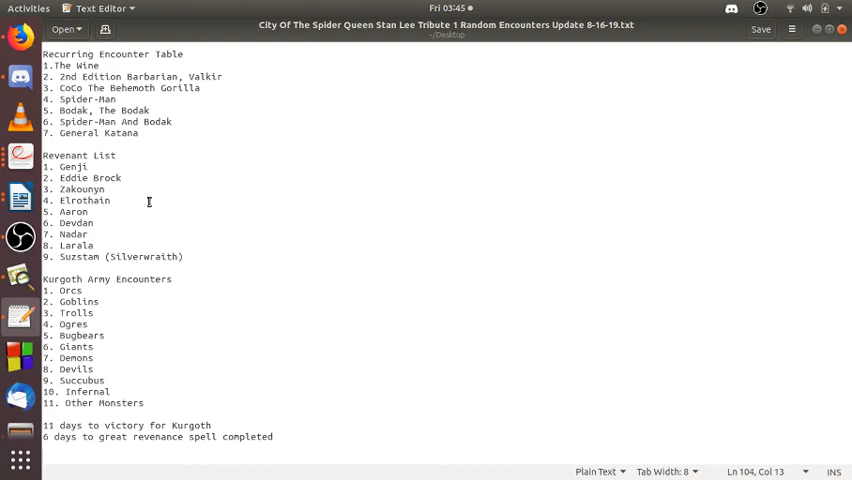 Activities
Text Editor
Fri 03:45
Open
City Of The Spider Queen Stan Lee Tribute 1 Random Encounters Update 8-16-19.txt
~/Desktop
Save
Recurring Encounter Table
1.The Wine
2. 2nd Edition Barbarian, Valkir
3. CoCo The Behemoth Gorilla
4. Spider-Man
5. Bodak, The Bodak
6. Spider-Man And Bodak
7. General Katana
Revenant List
1. Genji
2. Eddie Brock
3. Zakounyn
4. Elrothain
5. Aaron
6. Devdan
7. Nadar
8. Larala
9. Suzstam (Silverwraith)
Kurgoth Army Encounters
1. Orcs
2. Goblins
3. Trolls
4. Ogres
5. Bugbears
6. Giants
7. Demons
8. Devils
9. Succubus
10. Infernal
11. Other Monsters
11 days to victory for Kurgoth
6 days to great revenance spell completed
Plain Text
Tab Width: 8
Ln 104, Col 13
INS